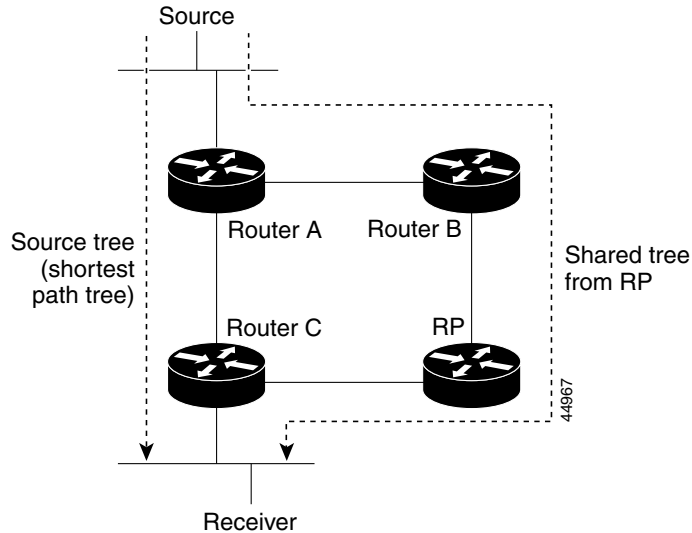 Source
Router A
Router B
Source tree
(shortest
path tree)
Shared tree
from RP
Router C
RP
44967
Receiver